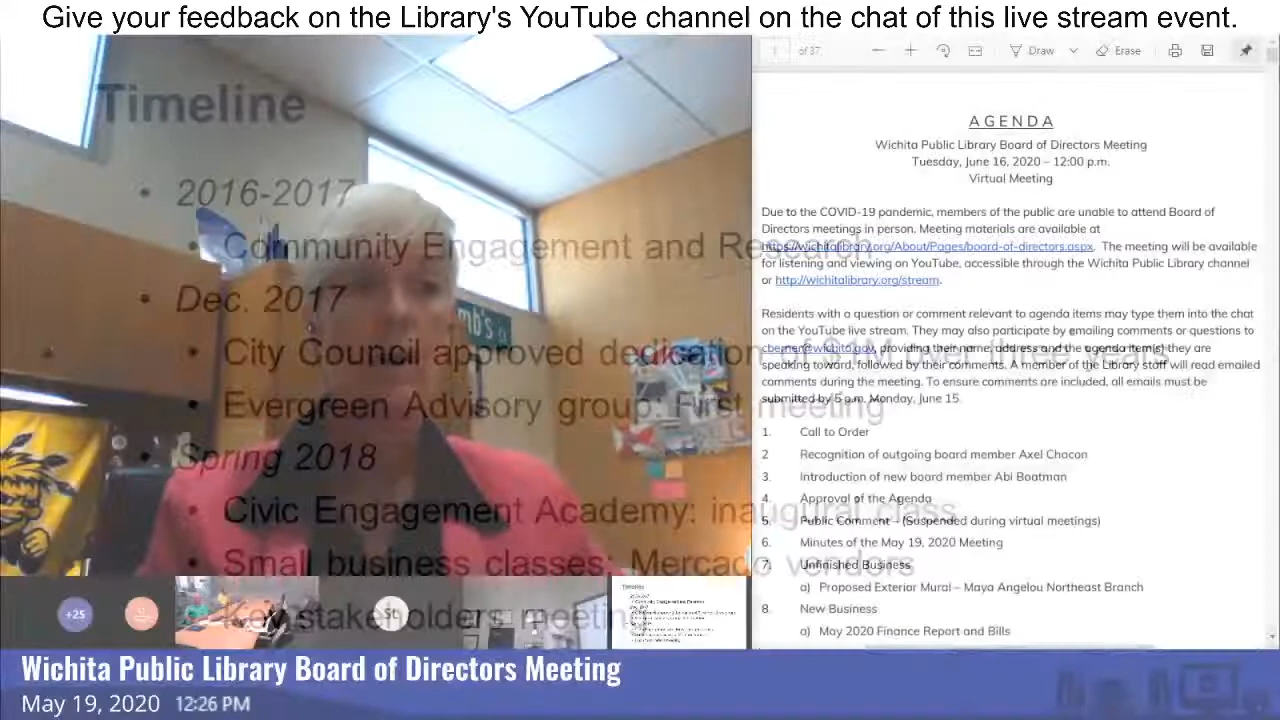 Give your feedback on the Library's YouTube channel on the chat of this live stream event.
Timeline
• 2016-2017
• Community Engagement and Research
• Dec. 2017
• City Council approved dedication of $1M over three years
• Evergreen Advisory group: First meeting
• Spring 2018
• Civic Engagement Academy: inaugural class
• Small business classes: Mercado vendors
Key stakeholders meeting
mb's
+25
Timeline
1 of 37
Draw
Erase
AGENDA
Wichita Public Library Board of Directors Meeting
Tuesday, June 16, 2020 – 12:00 p.m.
Virtual Meeting
Due to the COVID-19 pandemic, members of the public are unable to attend Board of
Directors meetings in person. Meeting materials are available at
https://wichitalibrary.org/About/Pages/board-of-directors.aspx. The meeting will be available
for listening and viewing on YouTube, accessible through the Wichita Public Library channel
or http://wichitalibrary.org/stream.
Residents with a question or comment relevant to agenda items may type them into the chat
on the YouTube live stream. They may also participate by emailing comments or questions to
cberner@wichita.gov, providing their name, address and the agenda item(s) they are
speaking toward, followed by their comments. A member of the Library staff will read emailed
comments during the meeting. To ensure comments are included, all emails must be
submitted by 5 p.m. Monday, June 15.
1. Call to Order
2 Recognition of outgoing board member Axel Chacon
3. Introduction of new board member Abi Boatman
4. Approval of the Agenda
5. Public Comment – (Suspended during virtual meetings)
6. Minutes of the May 19, 2020 Meeting
7. Unfinished Business
a) Proposed Exterior Mural – Maya Angelou Northeast Branch
8. New Business
a) May 2020 Finance Report and Bills
Wichita Public Library Board of Directors Meeting
May 19, 2020 12:26 PM